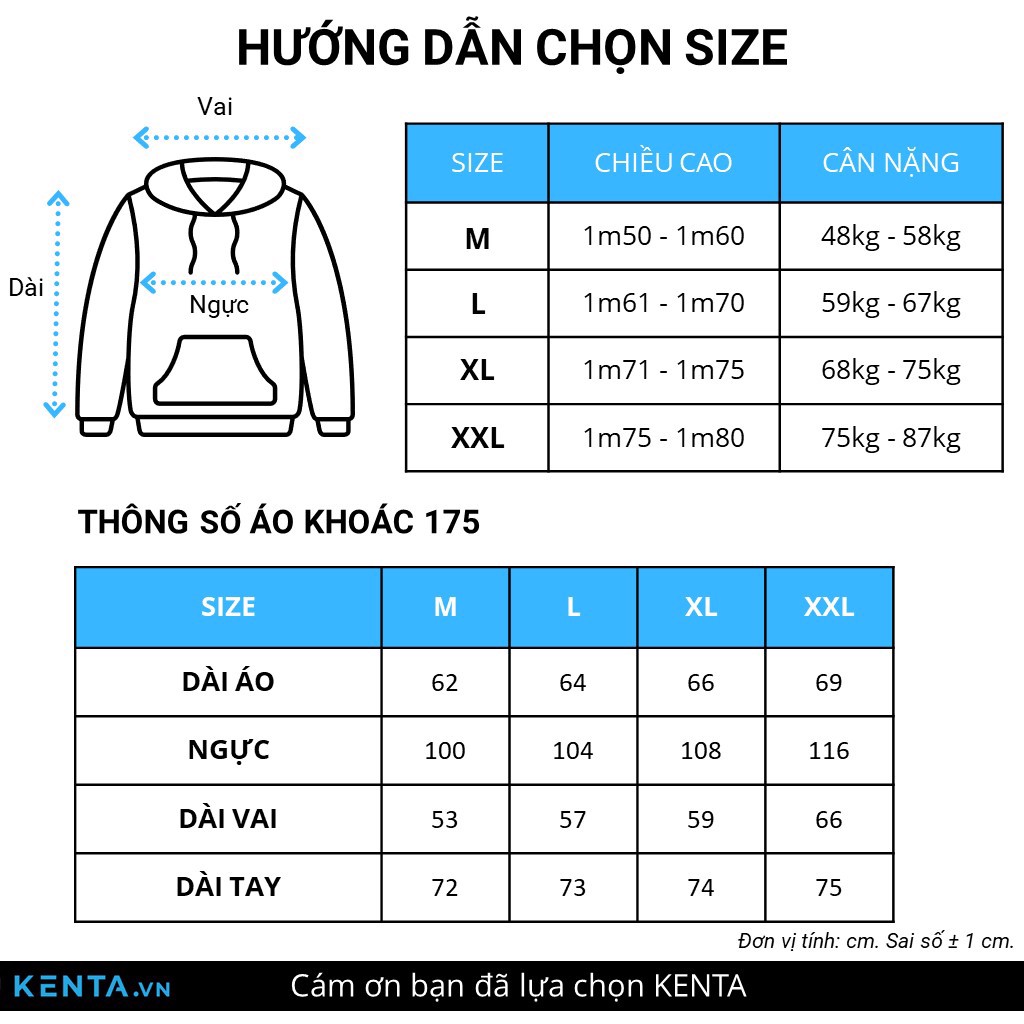 HƯỚNG DẪN CHỌN SIZE
Vai
Dài
Ngực
SIZE CHIỀU CAO CÂN NẶNG
M 1m50 - 1m60 48kg - 58kg
L 1m61 - 1m70 59kg - 67kg
XL 1m71 - 1m75 68kg - 75kg
XXL 1m75 - 1m80 75kg - 87kg
THÔNG SỐ ÁO KHOÁC 175
SIZE M L XL XXL
DÀI ÁO 62 64 66 69
NGỰC 100 104 108 116
DÀI VAI 53 57 59 66
DÀI TAY 72 73 74 75
Đơn vị tính: cm. Sai số ± 1 cm.
KENTA.VN Cám ơn bạn đã lựa chọn KENTA